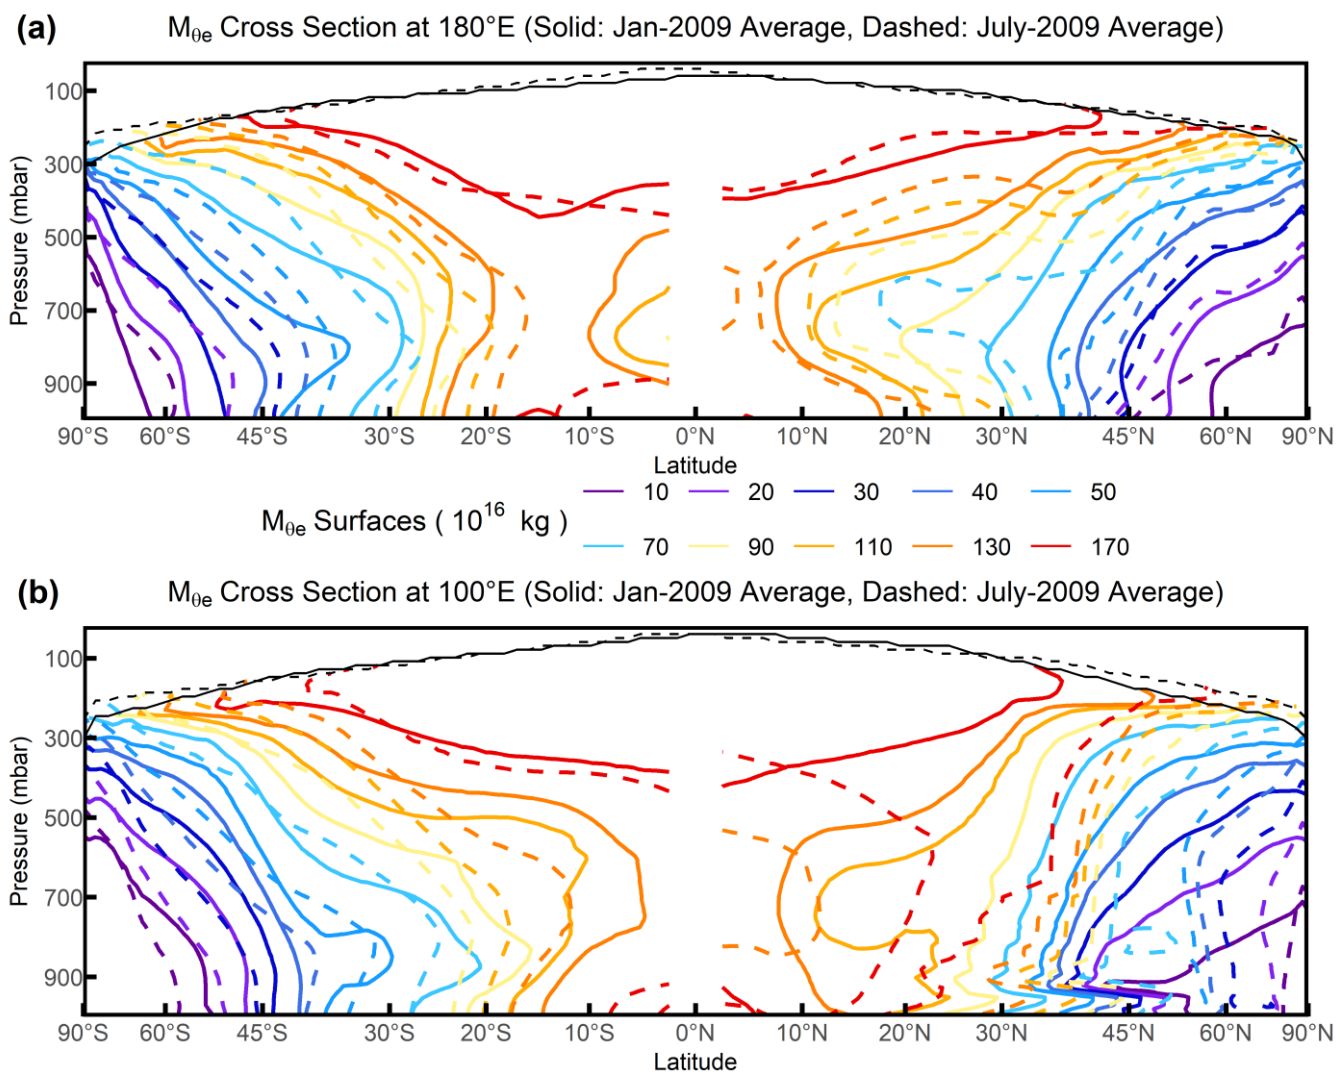 (a) M_θe Cross Section at 180°E (Solid: Jan-2009 Average, Dashed: July-2009 Average)
Pressure (mbar)
100
300
500
700
900
90°S 60°S 45°S 30°S 20°S 10°S 0°N 10°N 20°N 30°N 45°N 60°N 90°N
Latitude
M_θe Surfaces ( 10^16 kg )
10 20 30 40 50
70 90 110 130 170
(b) M_θe Cross Section at 100°E (Solid: Jan-2009 Average, Dashed: July-2009 Average)
Pressure (mbar)
100
300
500
700
900
90°S 60°S 45°S 30°S 20°S 10°S 0°N 10°N 20°N 30°N 45°N 60°N 90°N
Latitude